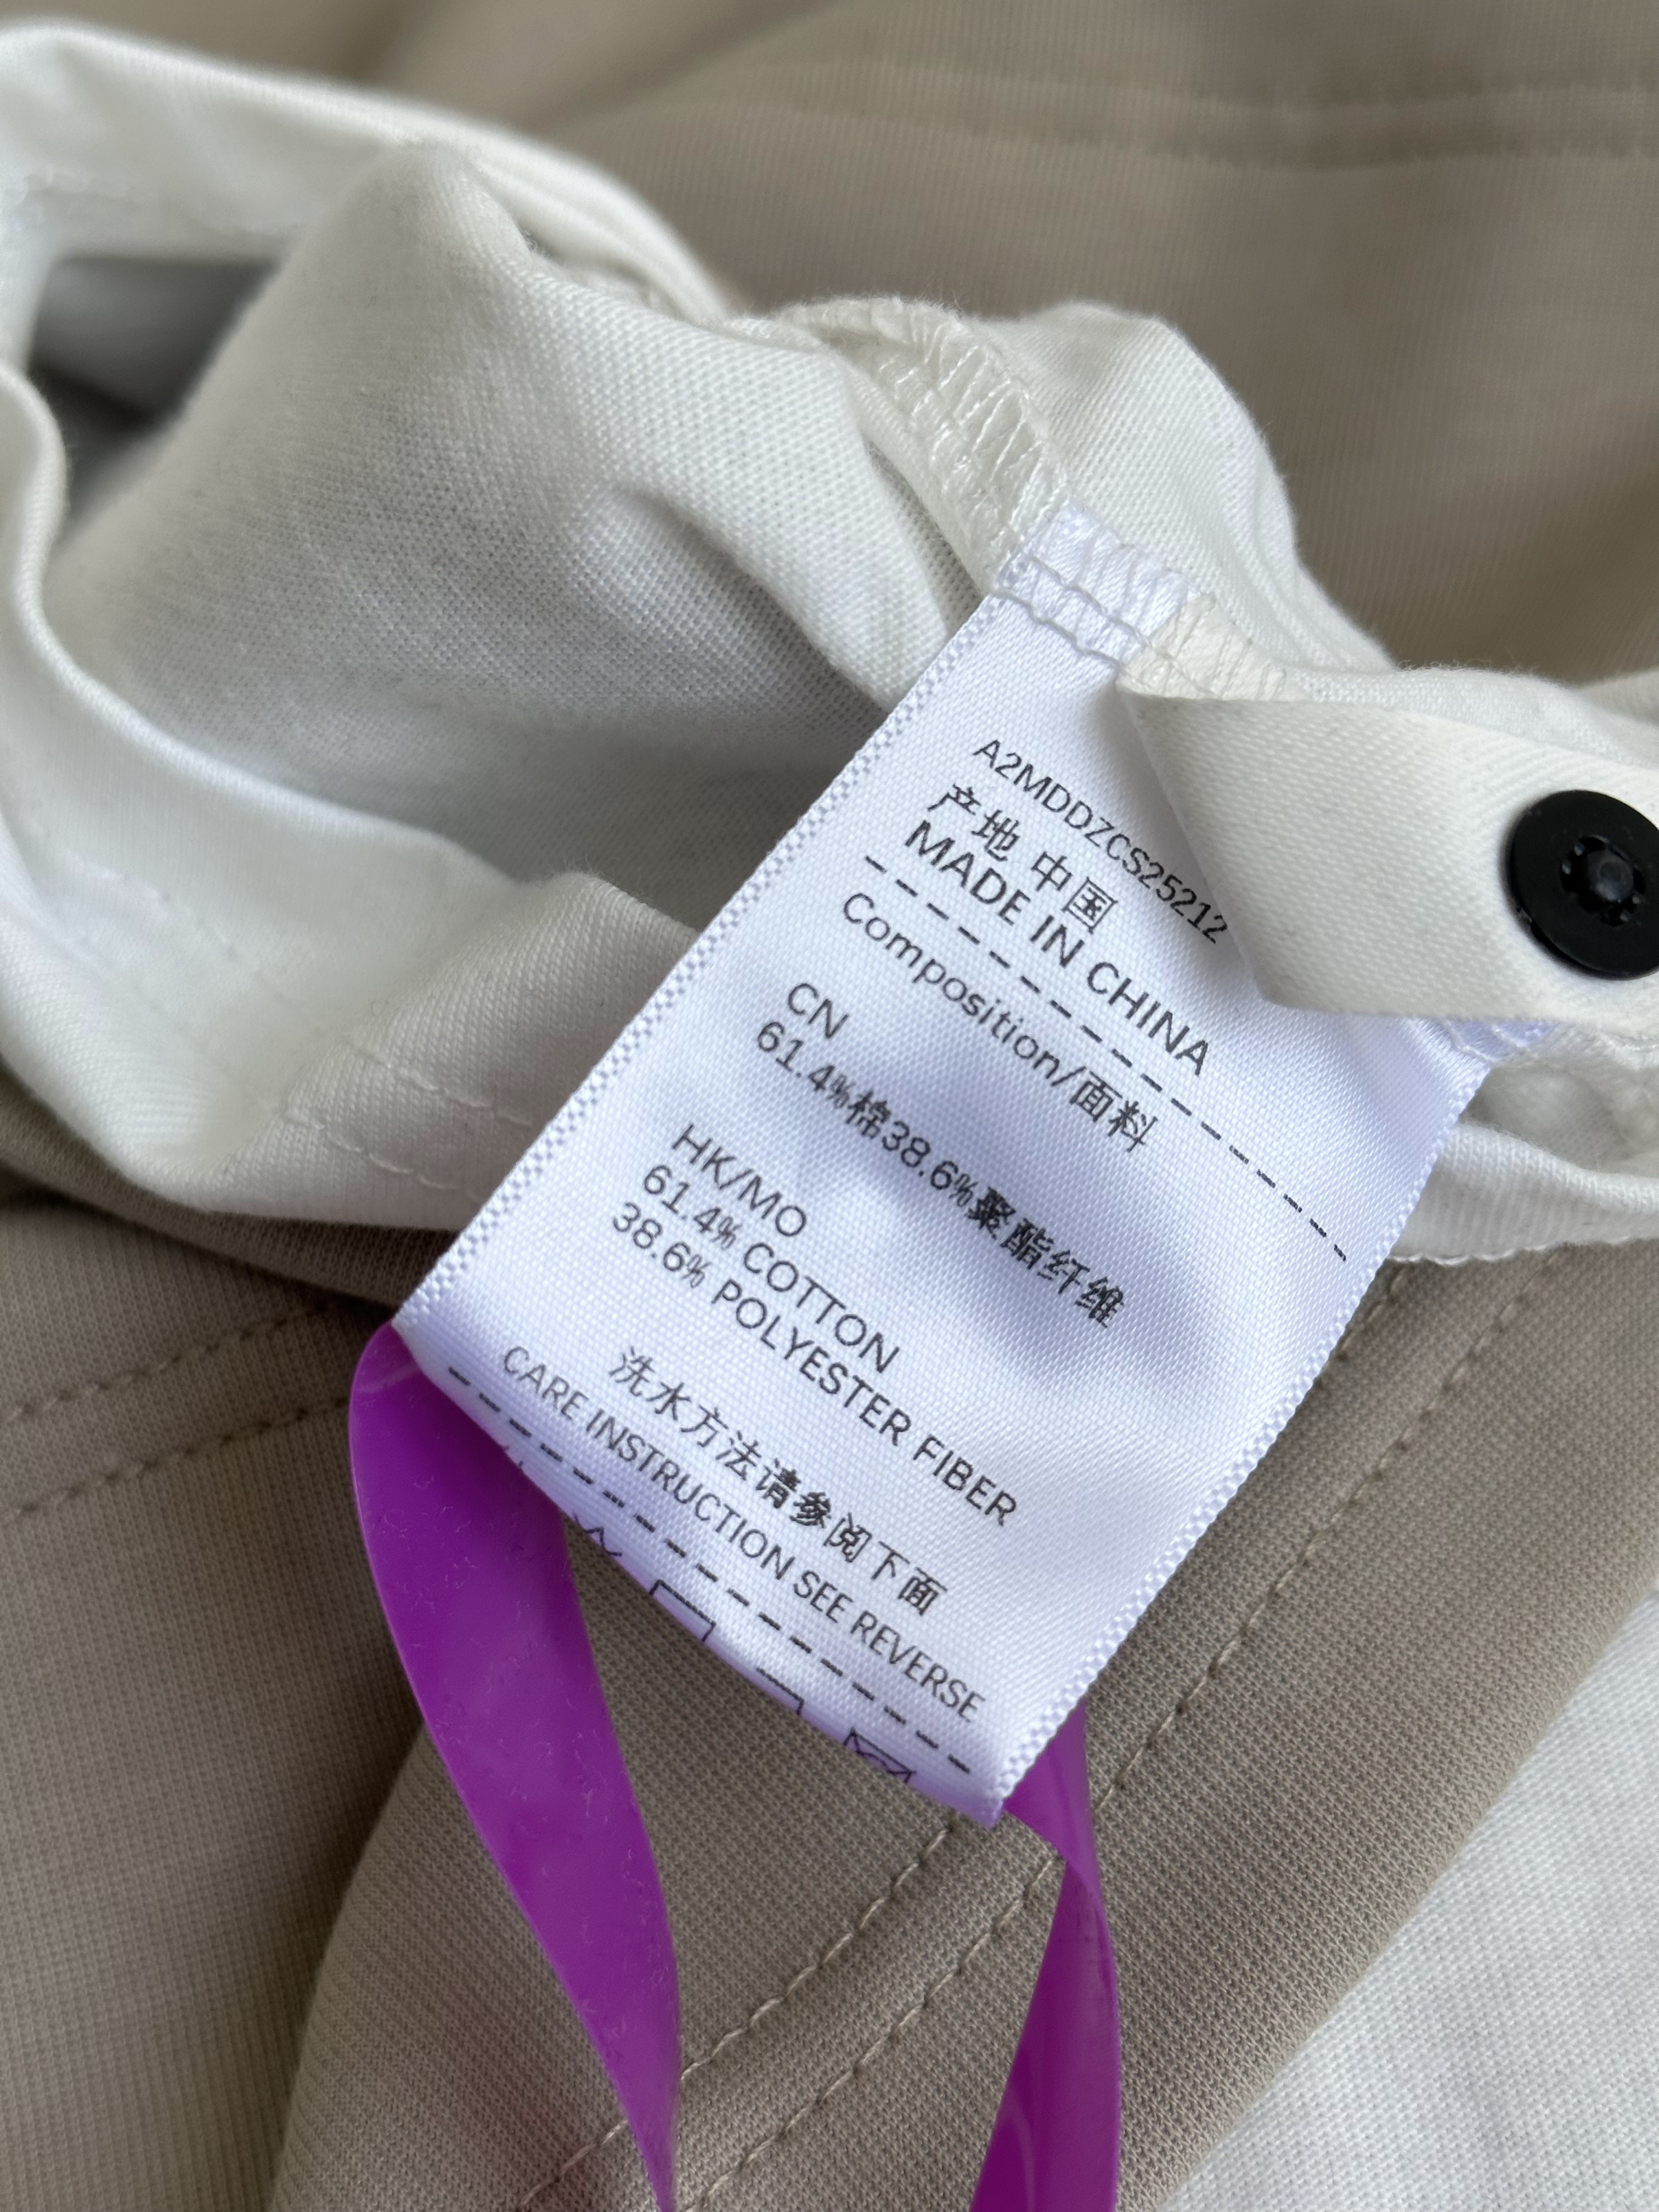 A2MDDZCS25212
产地 中国
MADE IN CHINA
Composition/面料
CN
61.4%棉38.6%聚酯纤维
HK/MO
61.4% COTTON
38.6% POLYESTER FIBER
洗水方法请参阅下面
CARE INSTRUCTION SEE REVERSE